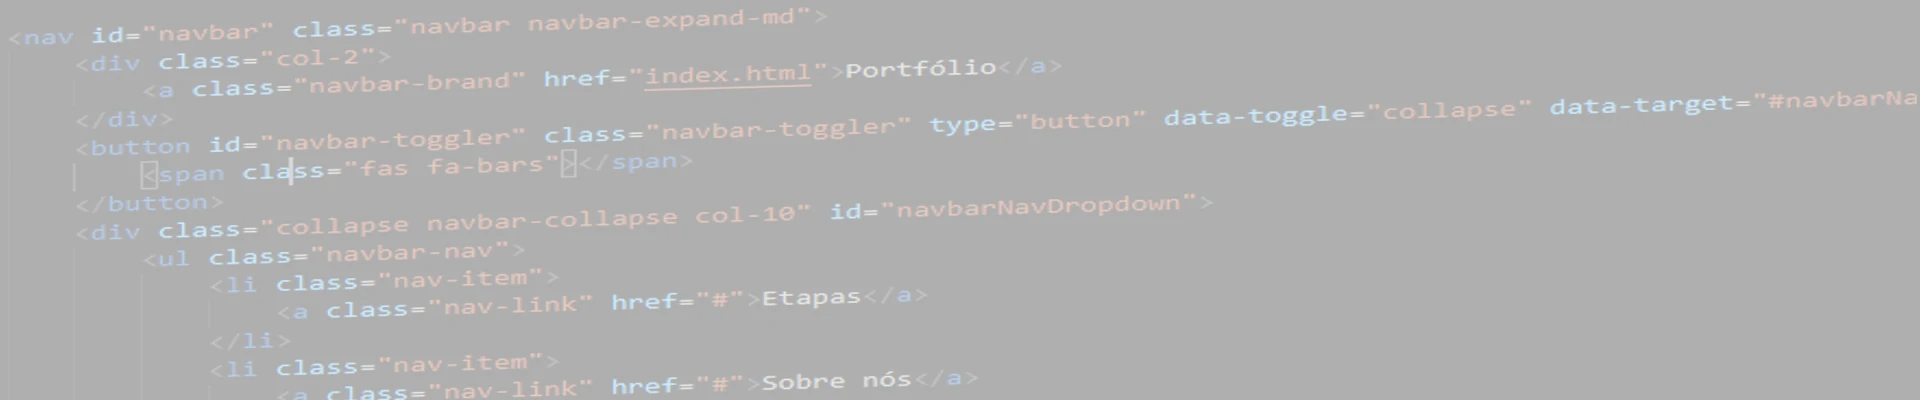 <nav id="navbar" class="navbar navbar-expand-md">
<div class="col-2">
<a class="navbar-brand" href="index.html">Portfólio</a>
</div>
<button id="navbar-toggler" class="navbar-toggler" type="button" data-toggle="collapse" data-target="#navbarNa
<span class="fas fa-bars"></span>
</button>
<div class="collapse navbar-collapse col-10" id="navbarNavDropdown">
<ul class="navbar-nav">
<li class="nav-item">
<a class="nav-link" href="#">Etapas</a>
</li>
<li class="nav-item">
<a class="nav-link" href="#">Sobre nós</a>